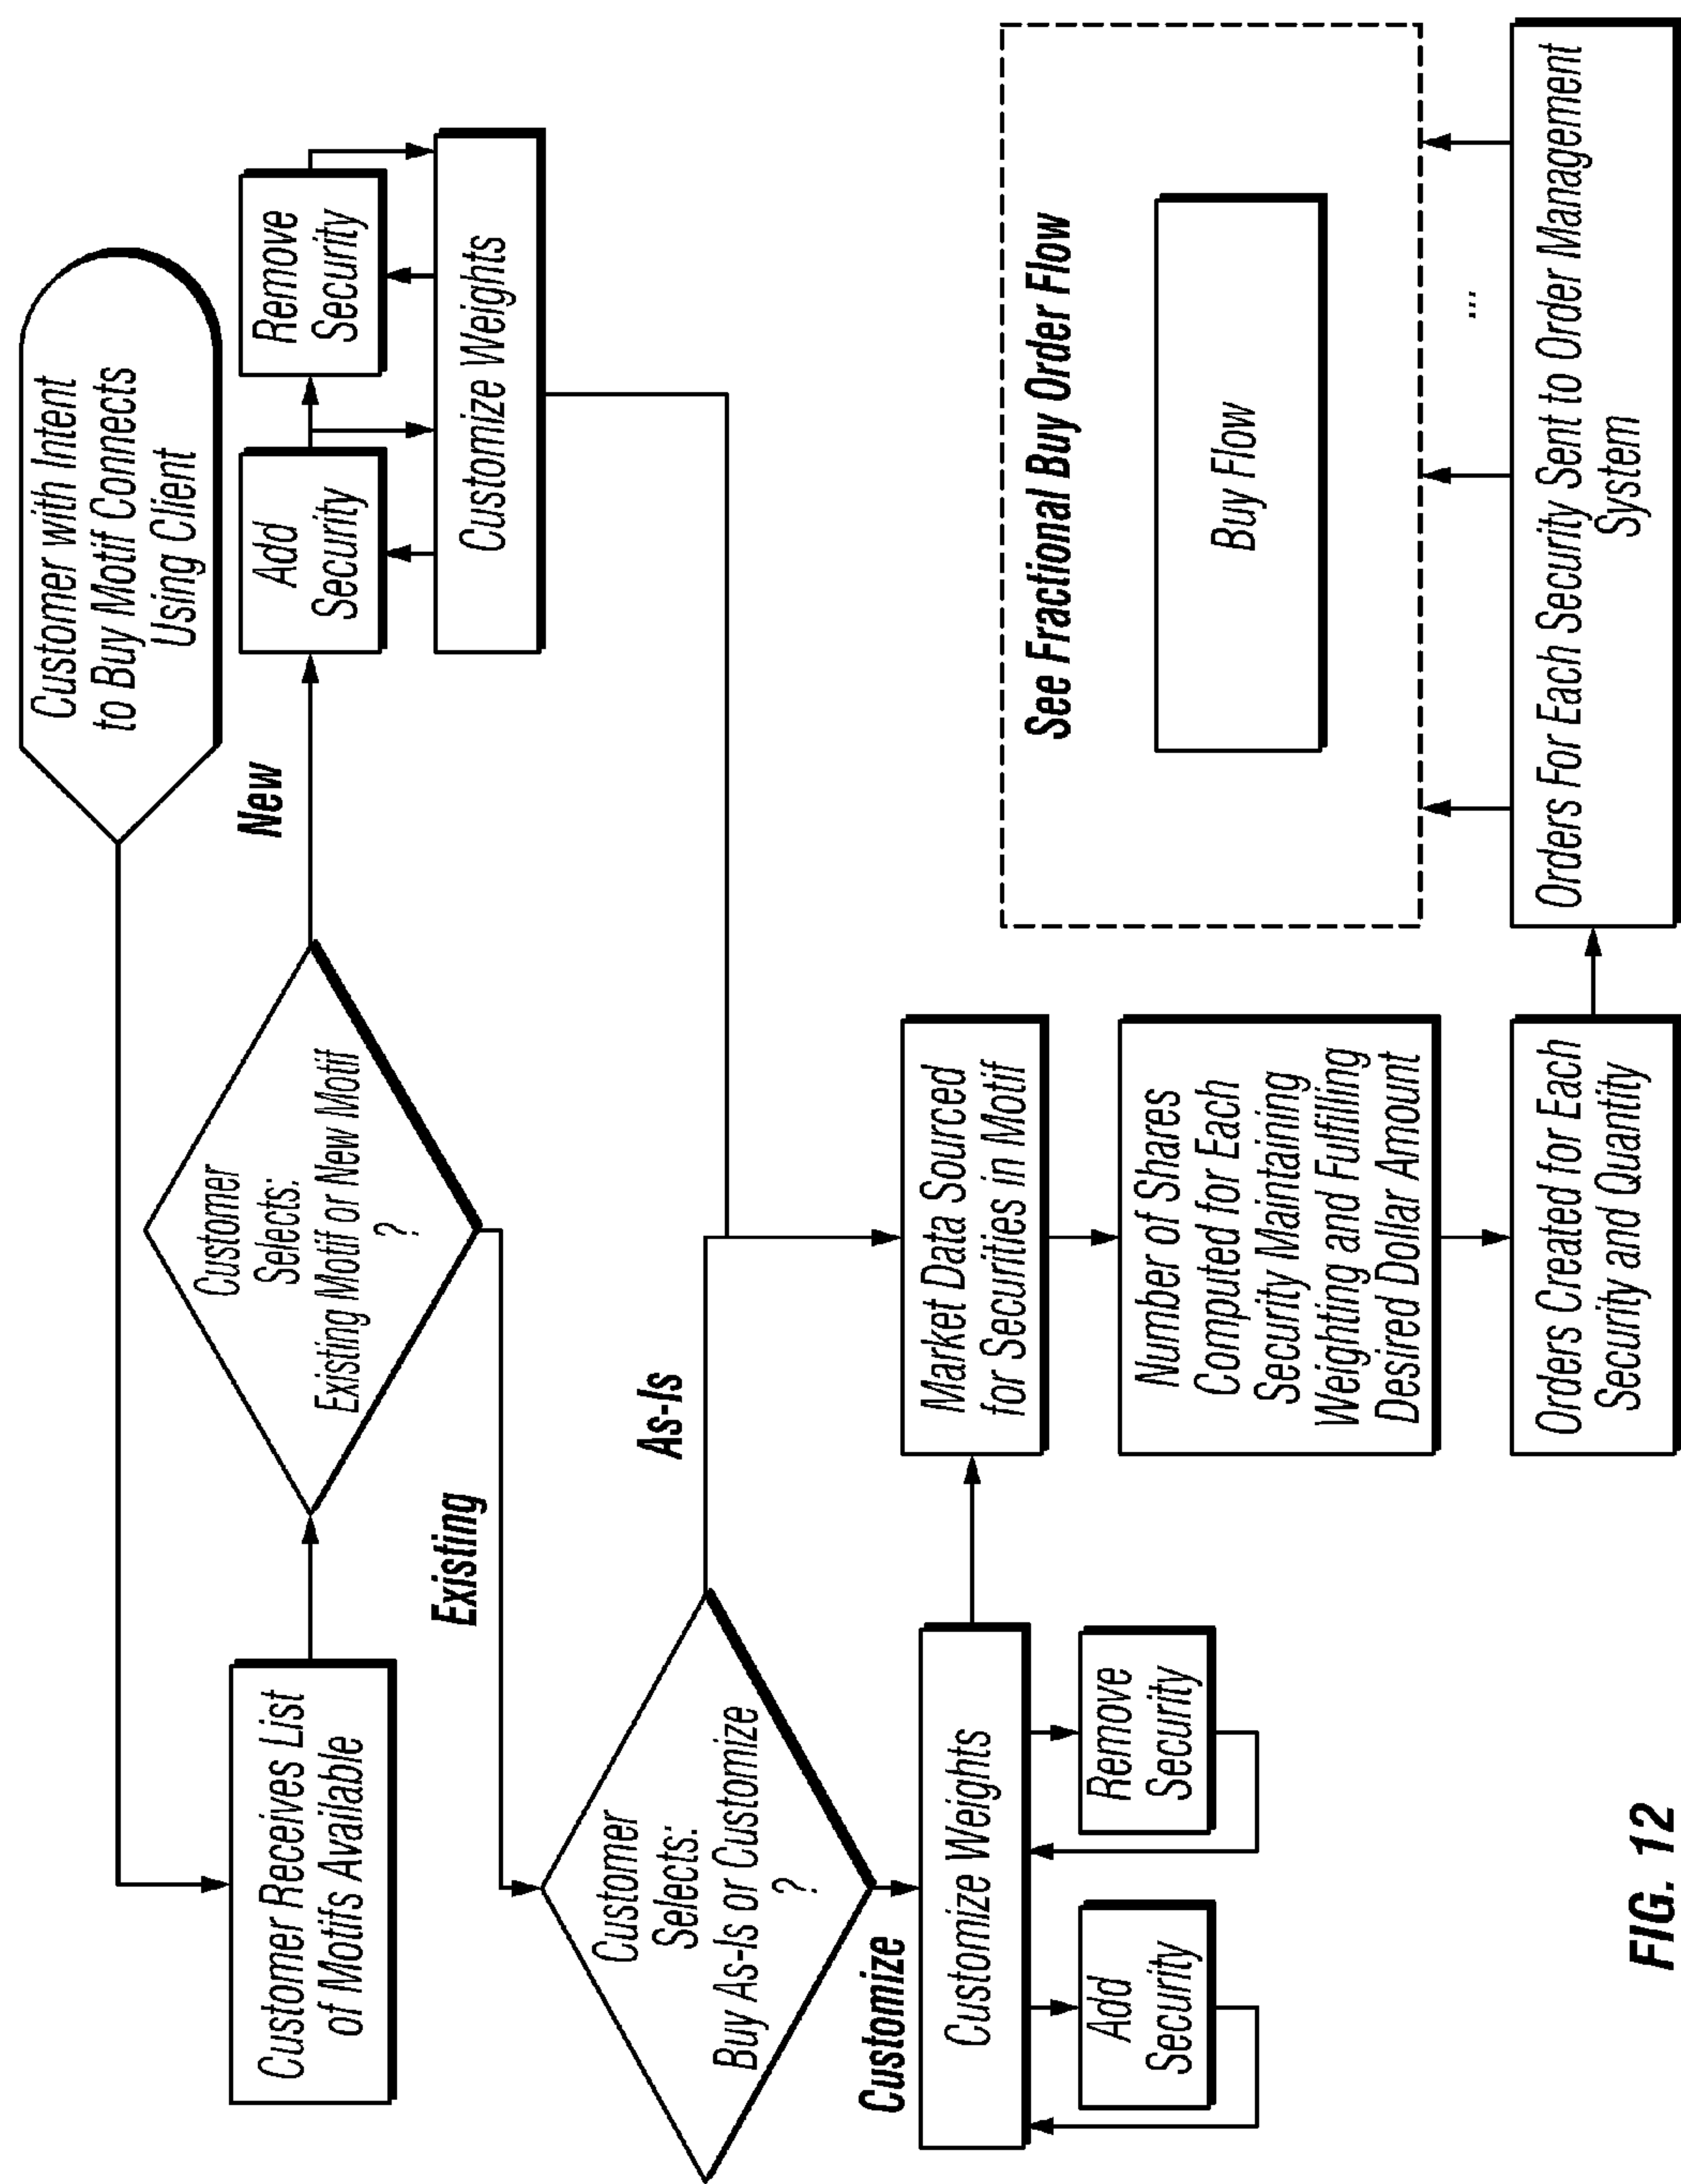 Customer with Intent
to Buy Motif Connects
Using Client
Customer Receives List
of Motifs Available
Customer
Selects:
Existing Motif or New Motif
?
New
Add
Security
Remove
Security
Customize Weights
Existing
Customer
Selects:
Buy As-Is or Customize
?
As-Is
Customize
Customize Weights
Add
Security
Remove
Security
Market Data Sourced
for Securities in Motif
Number of Shares
Computed for Each
Security Maintaining
Weighting and Fulfilling
Desired Dollar Amount
Orders Created for Each
Security and Quantity
See Fractional Buy Order Flow
Buy Flow
...
Orders For Each Security Sent to Order Management
System
FIG. 12